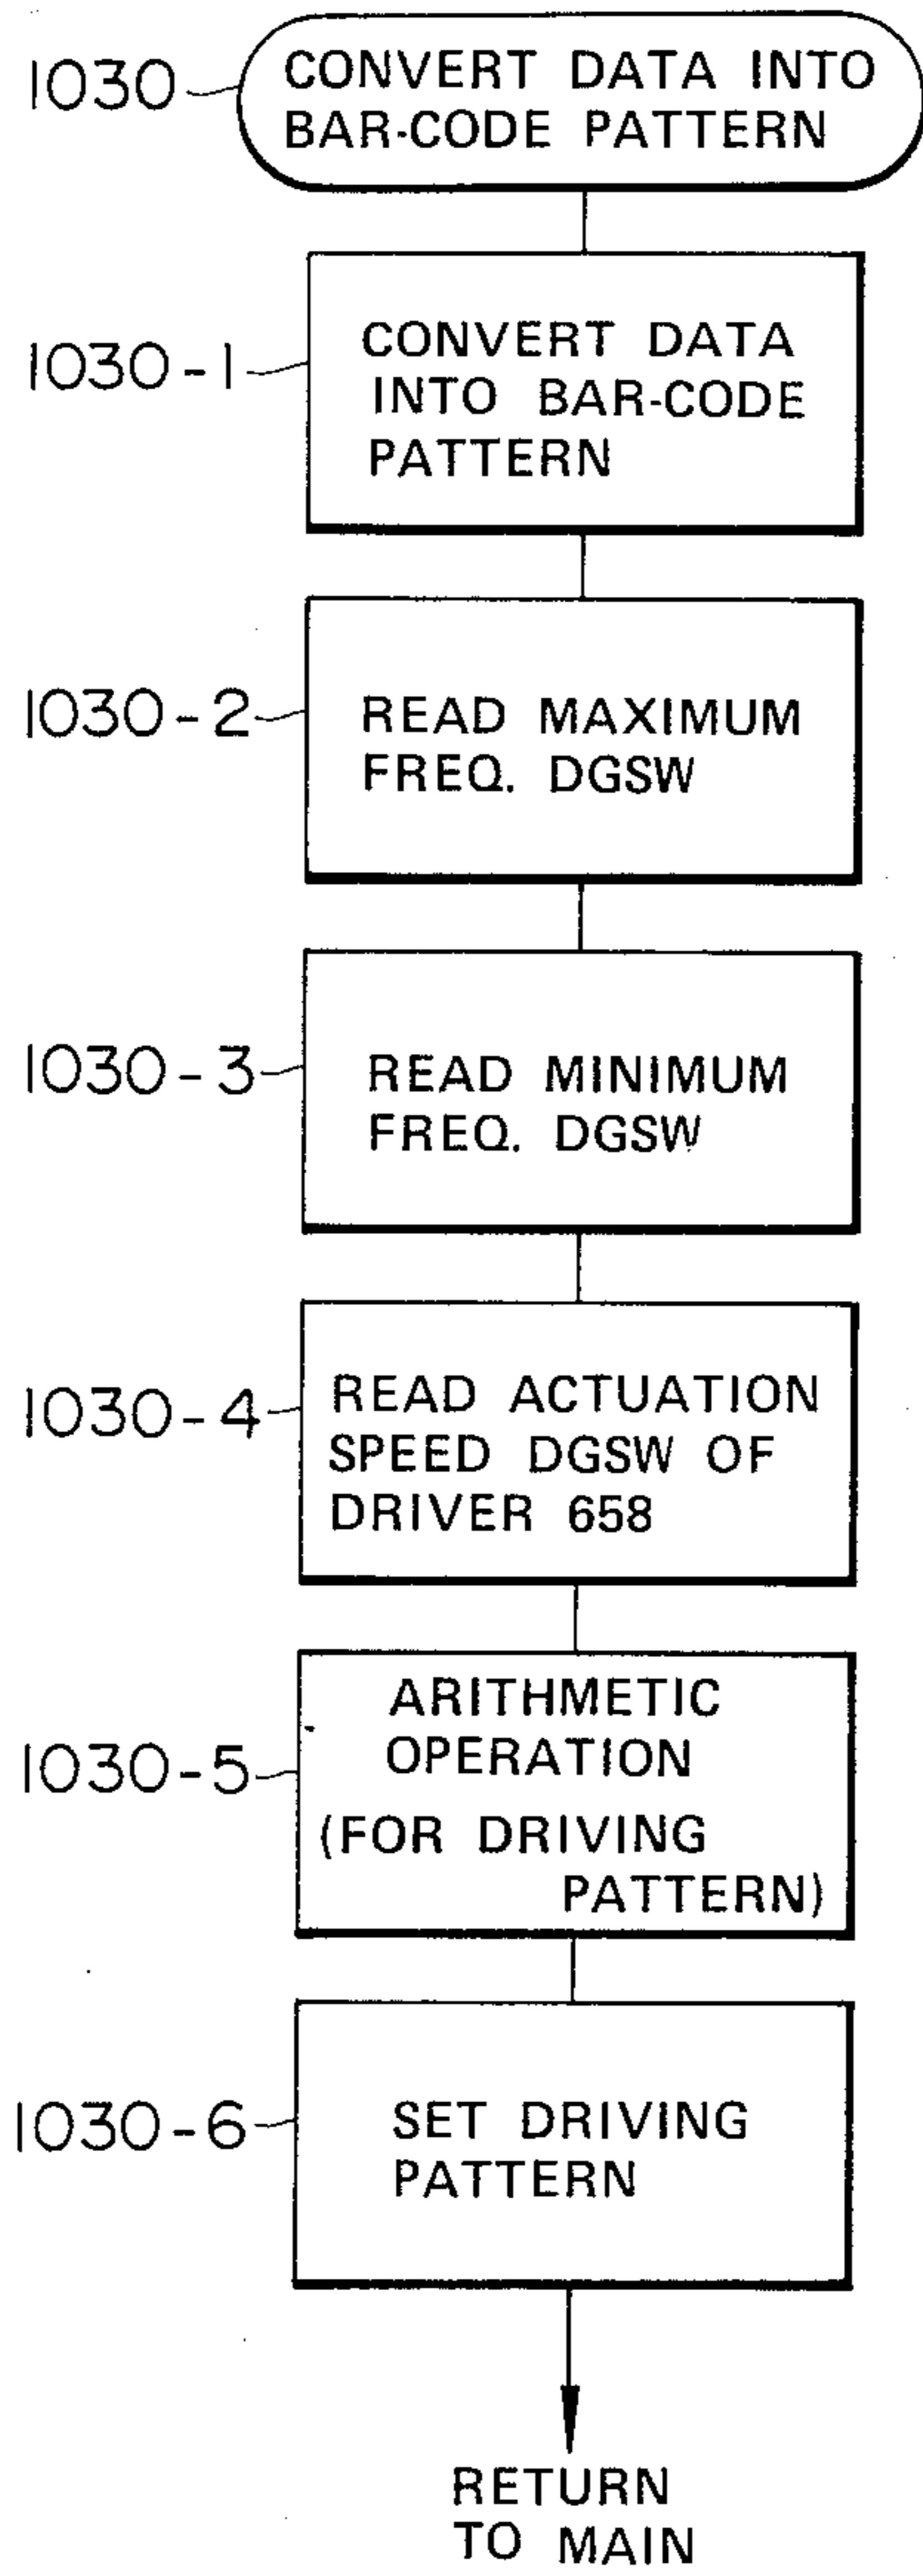 1030
CONVERT DATA INTO
BAR-CODE PATTERN
1030-1
CONVERT DATA
INTO BAR-CODE
PATTERN
1030-2
READ MAXIMUM
FREQ. DGSW
1030-3
READ MINIMUM
FREQ. DGSW
1030-4
READ ACTUATION
SPEED DGSW OF
DRIVER 658
1030-5
ARITHMETIC
OPERATION
(FOR DRIVING
PATTERN)
1030-6
SET DRIVING
PATTERN
RETURN
TO MAIN